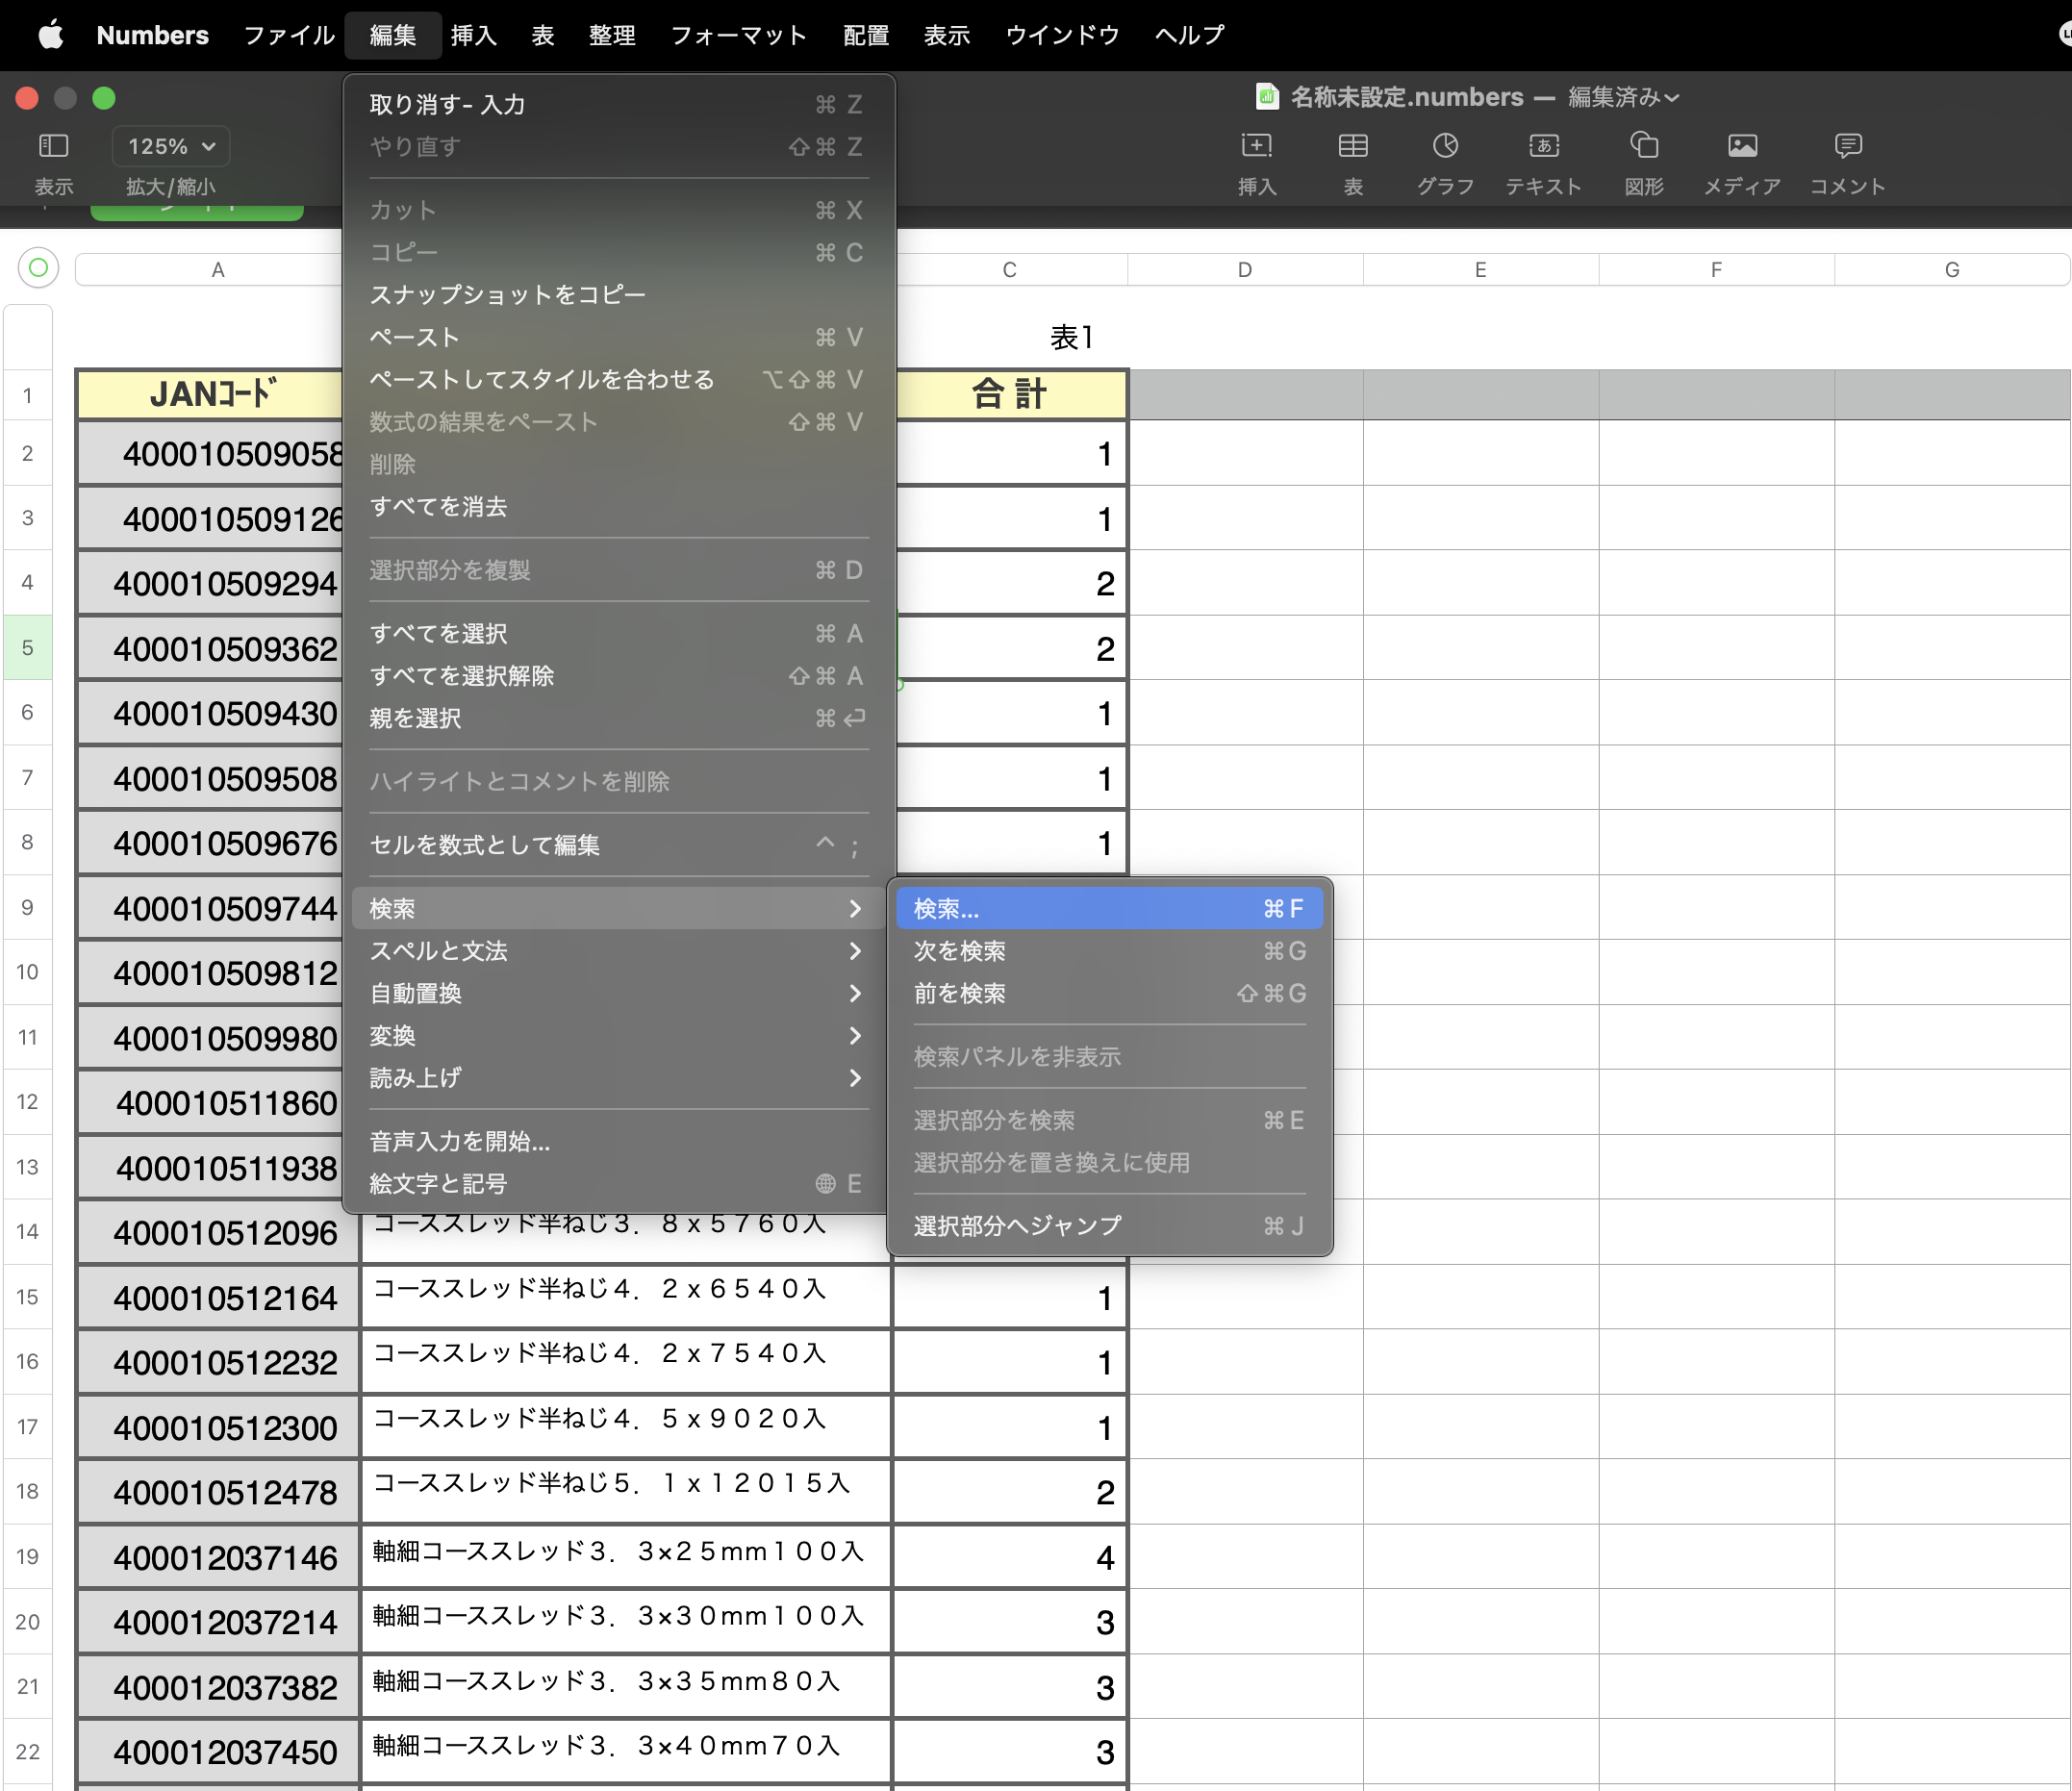 Numbers ファイル 編集 挿入 表 整理 フォーマット 配置 表示 ウインドウ ヘルプ
名称未設定.numbers — 編集済み
125%
表示 拡大/縮小 挿入 表 グラフ テキスト 図形 メディア コメント
取り消す- 入力 ⌘ Z
やり直す ⇧⌘ Z
カット ⌘ X
コピー ⌘ C
スナップショットをコピー
ペースト ⌘ V
ペーストしてスタイルを合わせる ⌥⇧⌘ V
数式の結果をペースト ⇧⌘ V
削除
すべてを消去
選択部分を複製 ⌘ D
すべてを選択 ⌘ A
すべてを選択解除 ⇧⌘ A
親を選択 ⌘↩
ハイライトとコメントを削除
セルを数式として編集 ^ ;
検索
スペルと文法
自動置換
変換
読み上げ
音声入力を開始...
絵文字と記号 E
検索... ⌘F
次を検索 ⌘G
前を検索 ⇧⌘G
検索パネルを非表示
選択部分を検索 ⌘E
選択部分を置き換えに使用
選択部分へジャンプ ⌘J
A C D E F G
表1
1 JANｺｰﾄﾞ 合 計
2 400010509058 1
3 400010509126 1
4 400010509294 2
5 400010509362 2
6 400010509430 1
7 400010509508 1
8 400010509676 1
9 400010509744
10 400010509812
11 400010509980
12 400010511860
13 400010511938
14 400010512096 コーススレッド半ねじ３．８ｘ５７６０入
15 400010512164 コーススレッド半ねじ４．２ｘ６５４０入 1
16 400010512232 コーススレッド半ねじ４．２ｘ７５４０入 1
17 400010512300 コーススレッド半ねじ４．５ｘ９０２０入 1
18 400010512478 コーススレッド半ねじ５．１ｘ１２０１５入 2
19 400012037146 軸細コーススレッド３．３×２５ｍｍ１００入 4
20 400012037214 軸細コーススレッド３．３×３０ｍｍ１００入 3
21 400012037382 軸細コーススレッド３．３×３５ｍｍ８０入 3
22 400012037450 軸細コーススレッド３．３×４０ｍｍ７０入 3